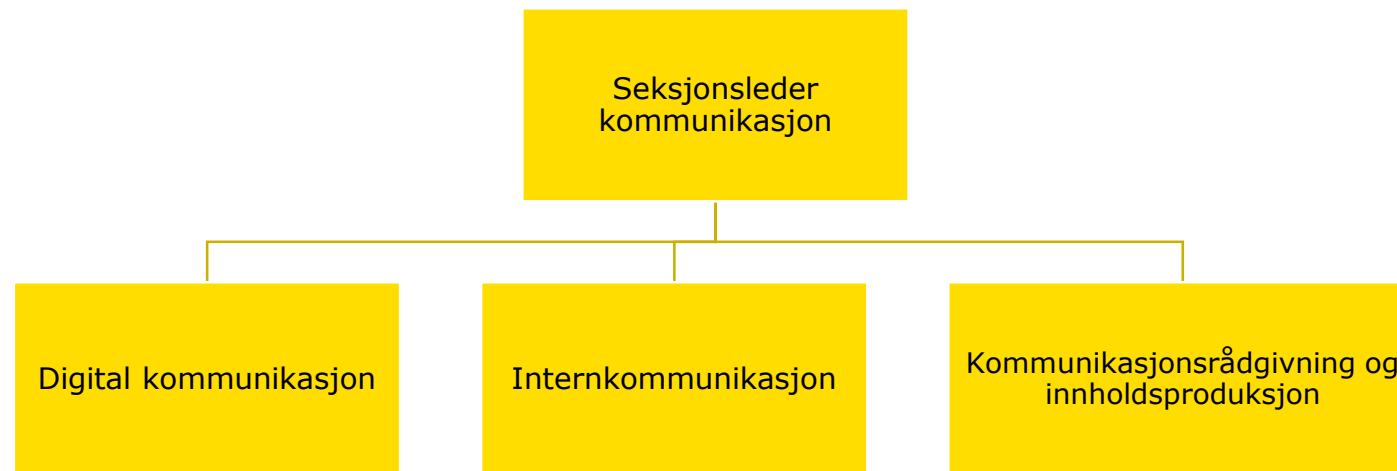 Seksjonsleder
kommunikasjon
Digital kommunikasjon
Internkommunikasjon
Kommunikasjonsrådgivning og
innholdsproduksjon